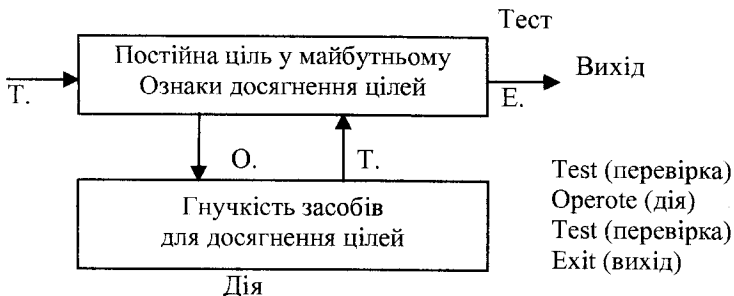 Тест
Постійна ціль у майбутньому
Ознаки досягнення цілей
Вихід
Т.
Е.
О.
Т.
Гнучкість засобів
для досягнення цілей
Дія
Test (перевірка)
Operote (дія)
Test (перевірка)
Exit (вихід)